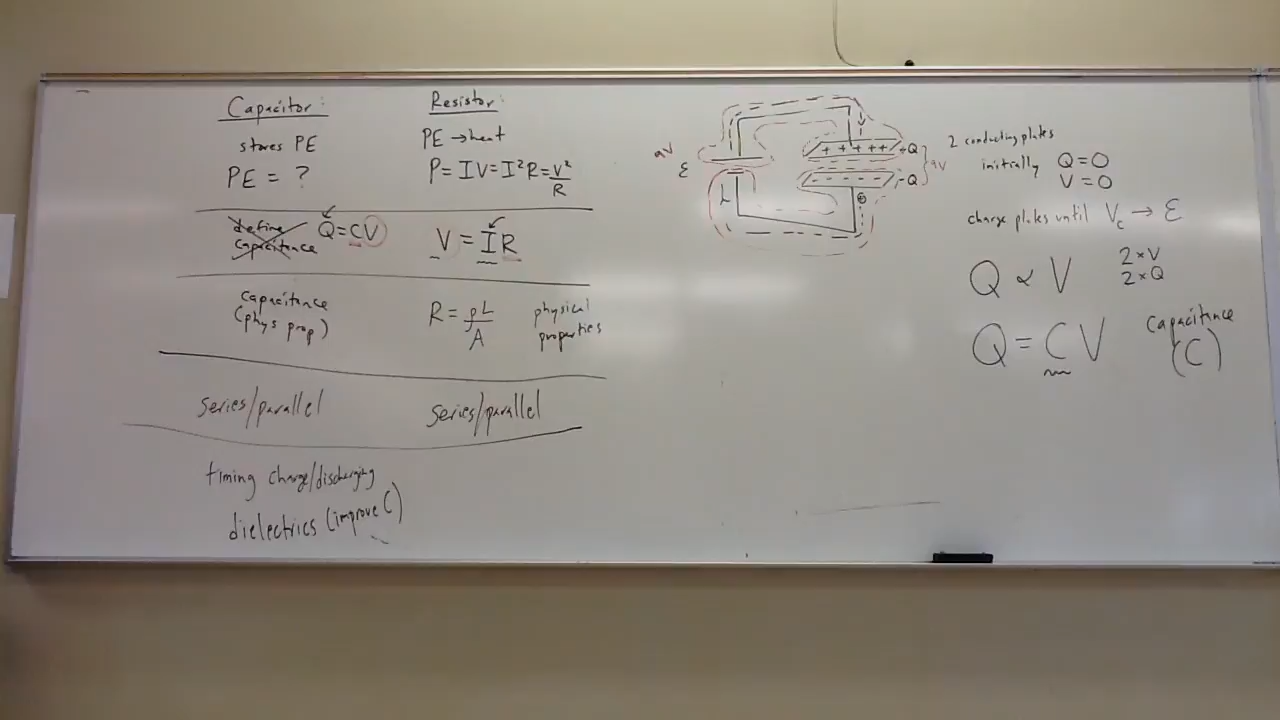 Capacitor:
stores PE
PE = ?
define
capacitance
Q=CV
Capacitance
(phys prop)
series/parallel
timing charge/discharging
dielectrics (improve C)
Resistor:
PE → heat
P= IV=I²R=V²/R
V = IR
R = ρL/A
physical
properties
series/parallel
ΔV
ε
+ + + + +
+Q
- - - -
-Q
ΔV
⊕
2 conducting plates
initially Q=0
V=0
charge plates until Vc → ε
Q ∝ V
2×V
2×Q
Q = CV
Capacitance
(C)